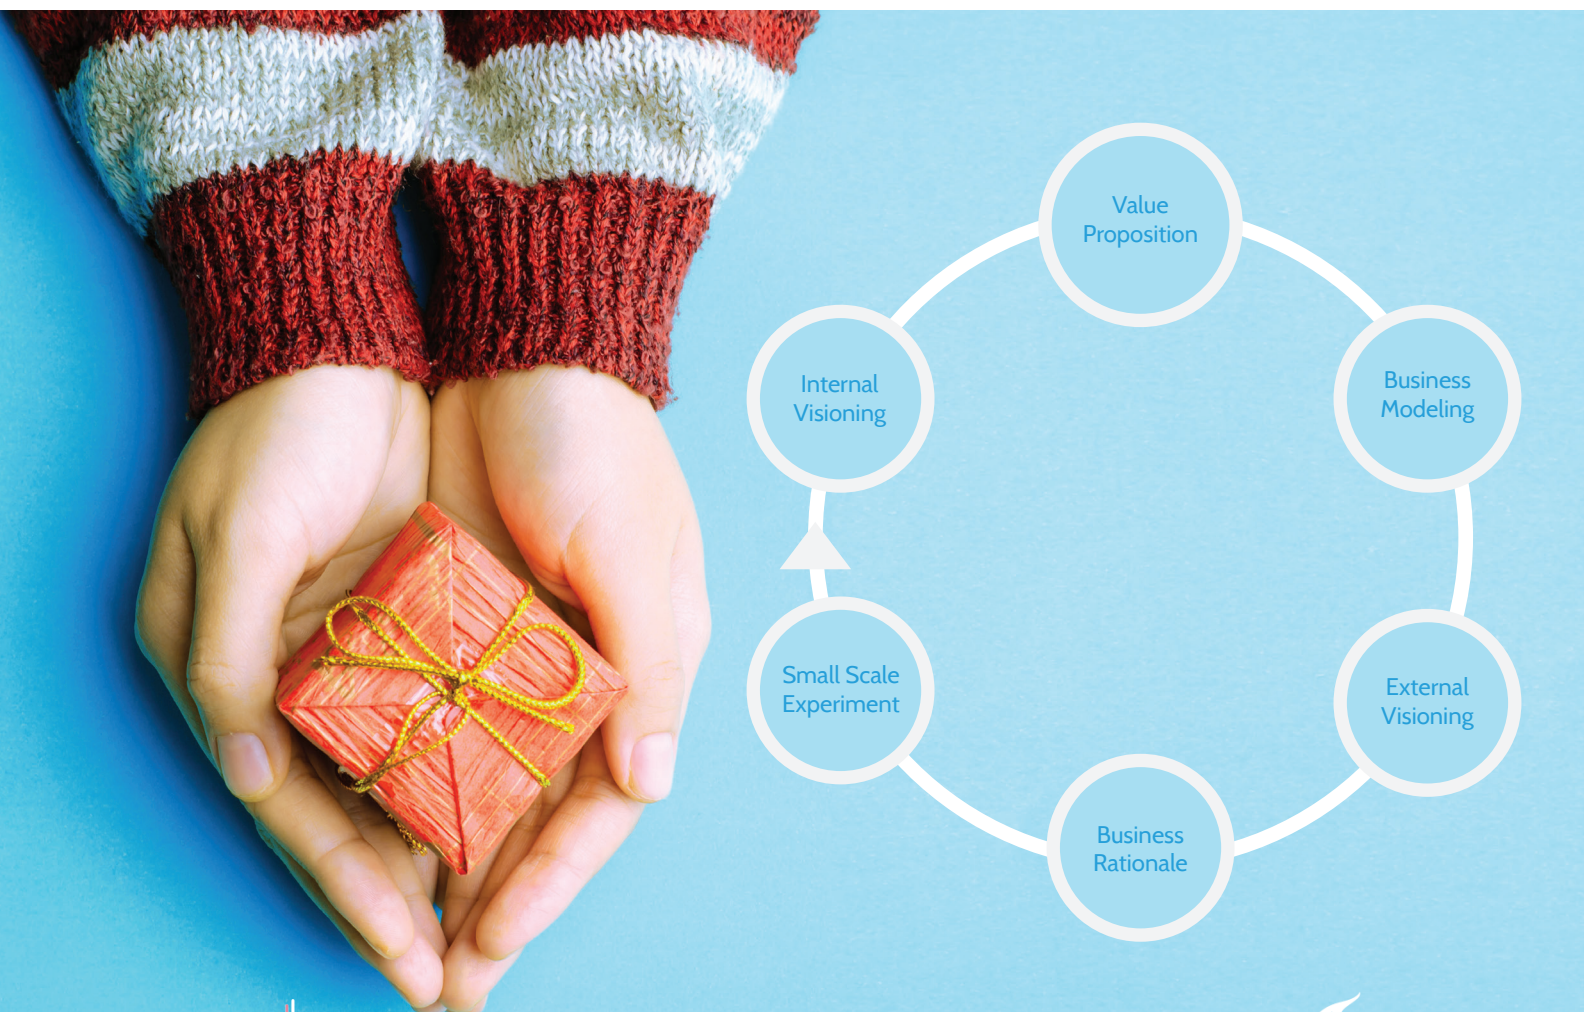 Value
Proposition
Internal
Visioning
Business
Modeling
Small Scale
Experiment
External
Visioning
Business
Rationale